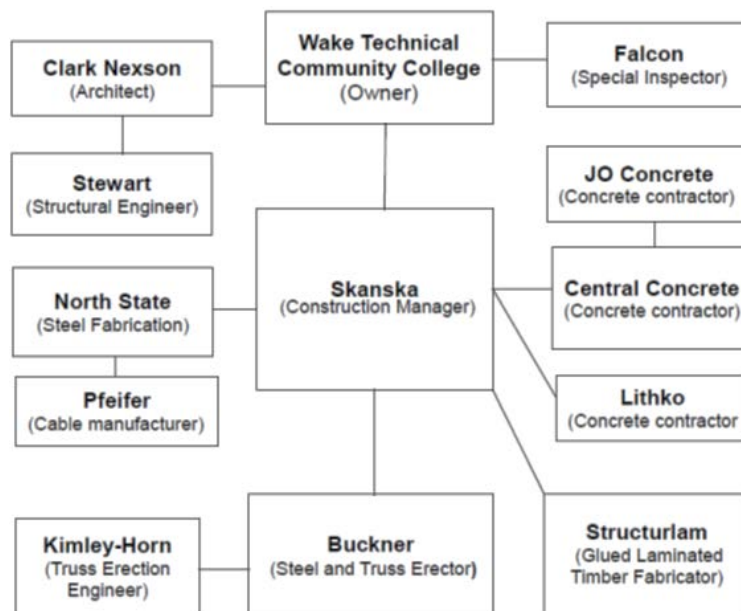 Clark Nexson
(Architect)
Wake Technical
Community College
(Owner)
Falcon
(Special Inspector)
Stewart
(Structural Engineer)
JO Concrete
(Concrete contractor)
North State
(Steel Fabrication)
Skanska
(Construction Manager)
Central Concrete
(Concrete contractor)
Pfeifer
(Cable manufacturer)
Lithko
(Concrete contractor
Kimley-Horn
(Truss Erection
Engineer)
Buckner
(Steel and Truss Erector)
Structurlam
(Glued Laminated
Timber Fabricator)